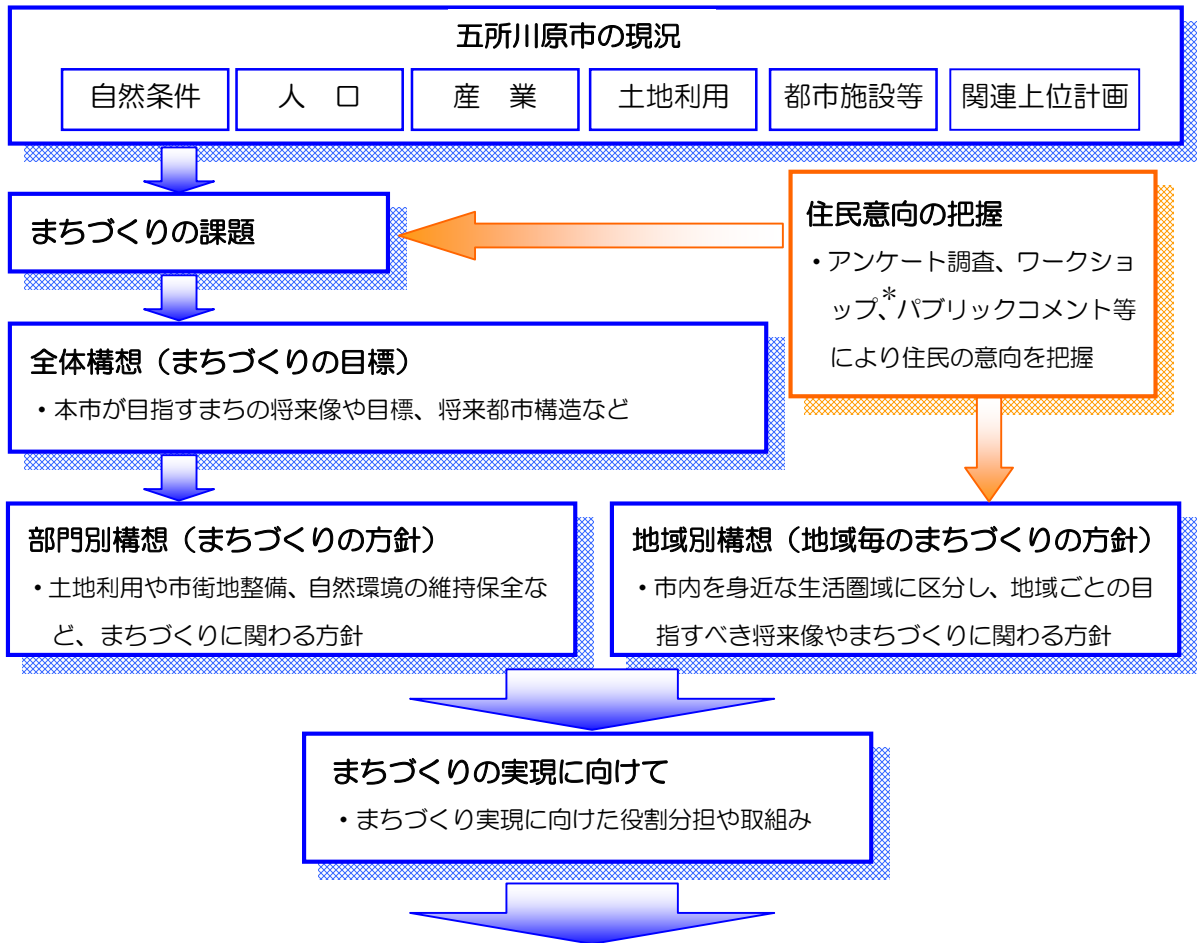 五所川原市の現況
自然条件
人 口
産 業
土地利用
都市施設等
関連上位計画
まちづくりの課題
住民意向の把握
・アンケート調査、ワークショ
ップ、*パブリックコメント等
により住民の意向を把握
全体構想（まちづくりの目標）
・本市が目指すまちの将来像や目標、将来都市構造など
部門別構想（まちづくりの方針）
・土地利用や市街地整備、自然環境の維持保全な
ど、まちづくりに関わる方針
地域別構想（地域毎のまちづくりの方針）
・市内を身近な生活圏域に区分し、地域ごとの目
指すべき将来像やまちづくりに関わる方針
まちづくりの実現に向けて
・まちづくり実現に向けた役割分担や取組み